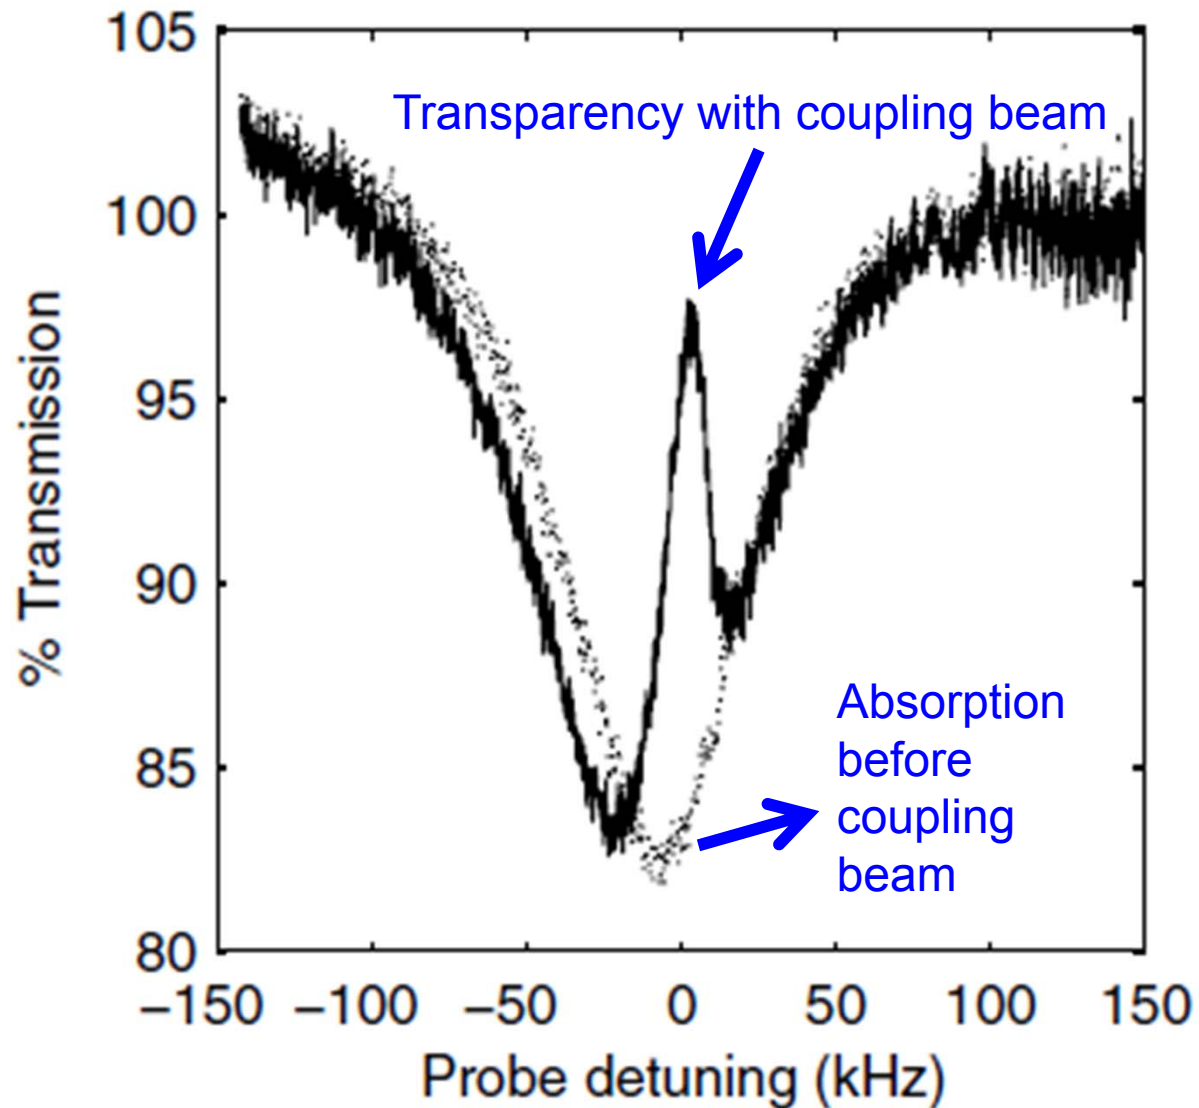 105
100
95
90
85
80
% Transmission
Transparency with coupling beam
Absorption
before
coupling
beam
−150 −100 −50 0 50 100 150
Probe detuning (kHz)